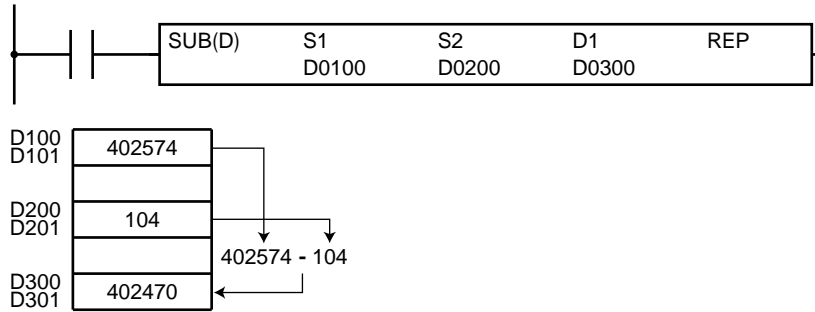 SUB(D) S1 S2 D1 REP
D0100 D0200 D0300
D100
D101 402574
D200
D201 104
402574 - 104
D300
D301 402470